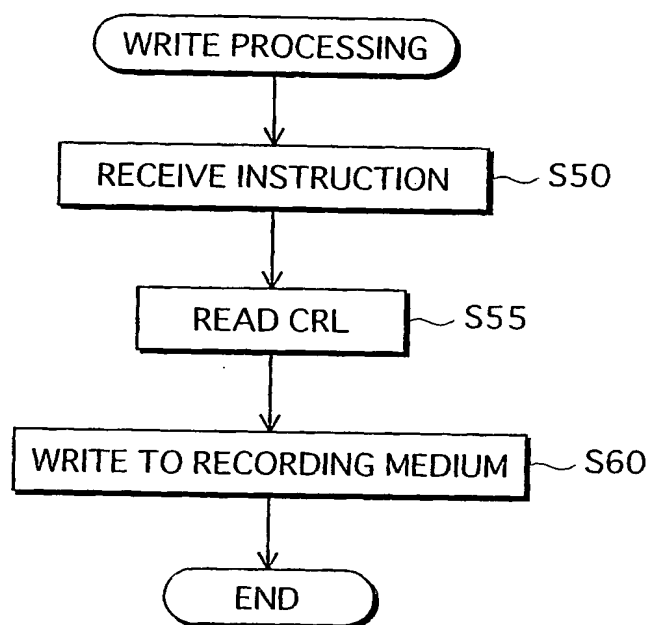 WRITE PROCESSING
RECEIVE INSTRUCTION S50
READ CRL S55
WRITE TO RECORDING MEDIUM S60
END